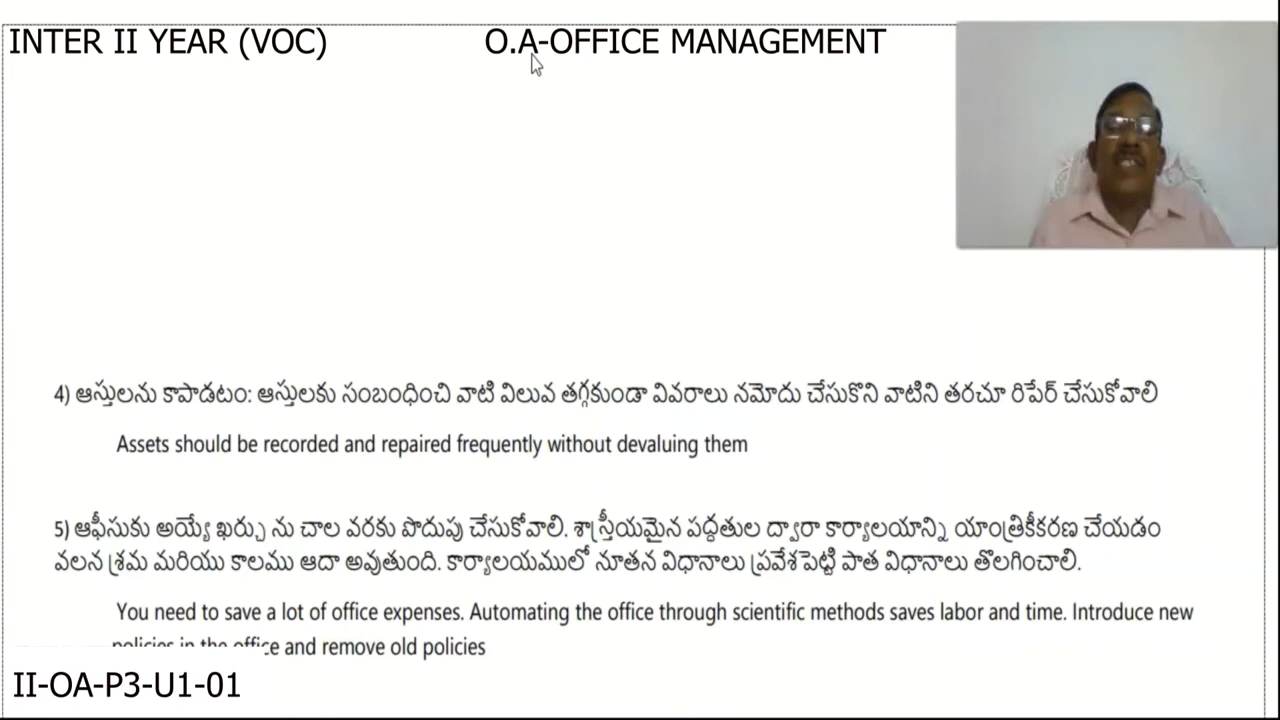 INTER II YEAR (VOC) O.A-OFFICE MANAGEMENT
4) ఆస్తులను కాపాడటం: ఆస్తులకు సంబంధించి వాటి విలువ తగ్గకుండా వివరాలు నమోదు చేసుకొని వాటిని తరచూ రిపేర్ చేసుకోవాలి
Assets should be recorded and repaired frequently without devaluing them
5) ఆఫీసుకు అయ్యే ఖర్చు ను చాల వరకు పొదుపు చేసుకోవాలి. శాస్త్రీయమైన పద్ధతుల ద్వారా కార్యాలయాన్ని యాంత్రికీకరణ చేయడం
వలన శ్రమ మరియు కాలము ఆదా అవుతుంది. కార్యాలయములో నూతన విధానాలు ప్రవేశపెట్టి పాత విధానాలు తొలగించాలి.
You need to save a lot of office expenses. Automating the office through scientific methods saves labor and time. Introduce new
policies in the office and remove old policies
II-OA-P3-U1-01